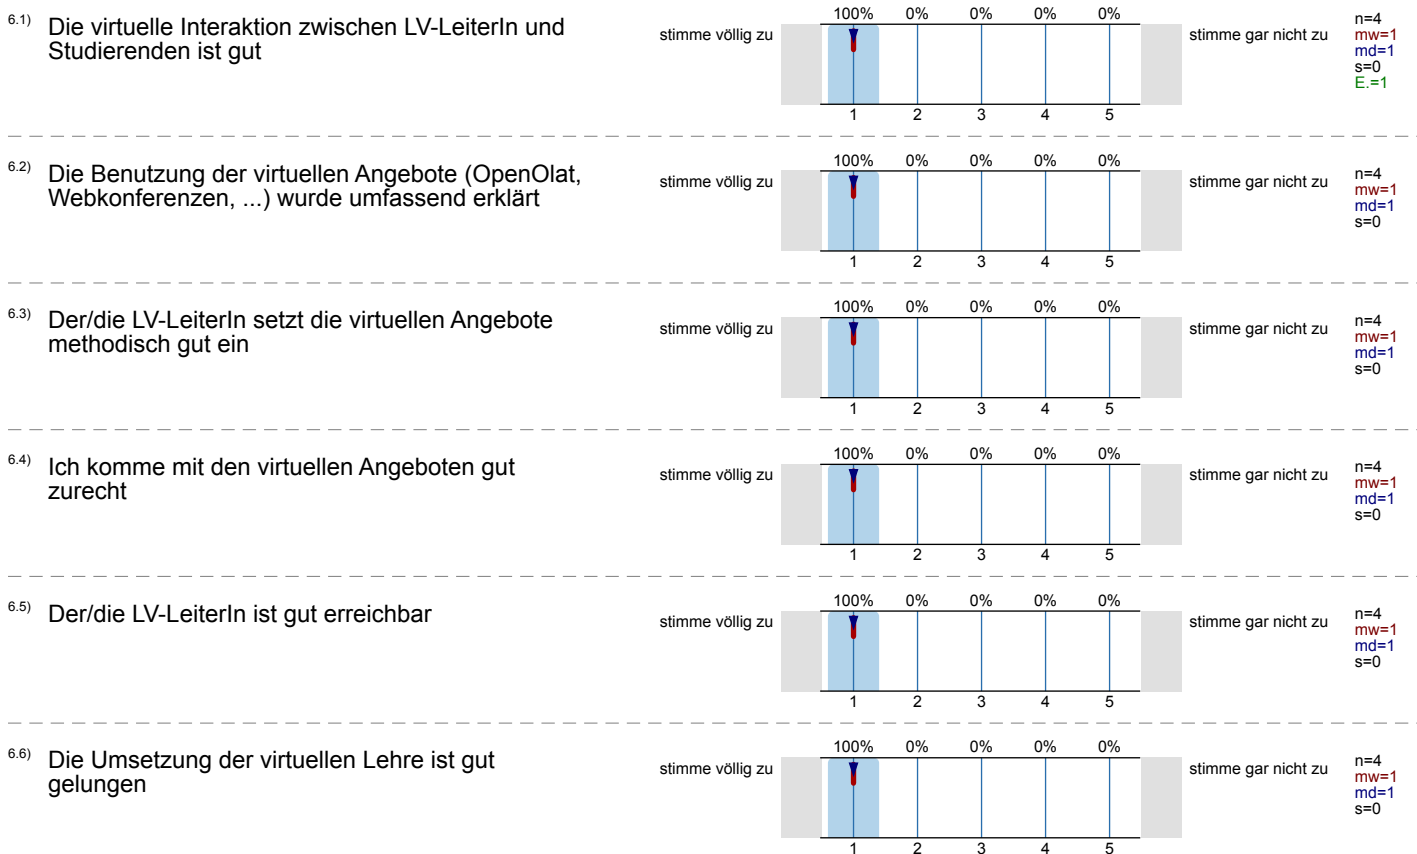 6.1) Die virtuelle Interaktion zwischen LV-LeiterIn und
Studierenden ist gut
stimme völlig zu
100% 0% 0% 0% 0%
1 2 3 4 5
stimme gar nicht zu
n=4
mw=1
md=1
s=0
E.=1
6.2) Die Benutzung der virtuellen Angebote (OpenOlat,
Webkonferenzen, ...) wurde umfassend erklärt
stimme völlig zu
100% 0% 0% 0% 0%
1 2 3 4 5
stimme gar nicht zu
n=4
mw=1
md=1
s=0
6.3) Der/die LV-LeiterIn setzt die virtuellen Angebote
methodisch gut ein
stimme völlig zu
100% 0% 0% 0% 0%
1 2 3 4 5
stimme gar nicht zu
n=4
mw=1
md=1
s=0
6.4) Ich komme mit den virtuellen Angeboten gut
zurecht
stimme völlig zu
100% 0% 0% 0% 0%
1 2 3 4 5
stimme gar nicht zu
n=4
mw=1
md=1
s=0
6.5) Der/die LV-LeiterIn ist gut erreichbar
stimme völlig zu
100% 0% 0% 0% 0%
1 2 3 4 5
stimme gar nicht zu
n=4
mw=1
md=1
s=0
6.6) Die Umsetzung der virtuellen Lehre ist gut
gelungen
stimme völlig zu
100% 0% 0% 0% 0%
1 2 3 4 5
stimme gar nicht zu
n=4
mw=1
md=1
s=0